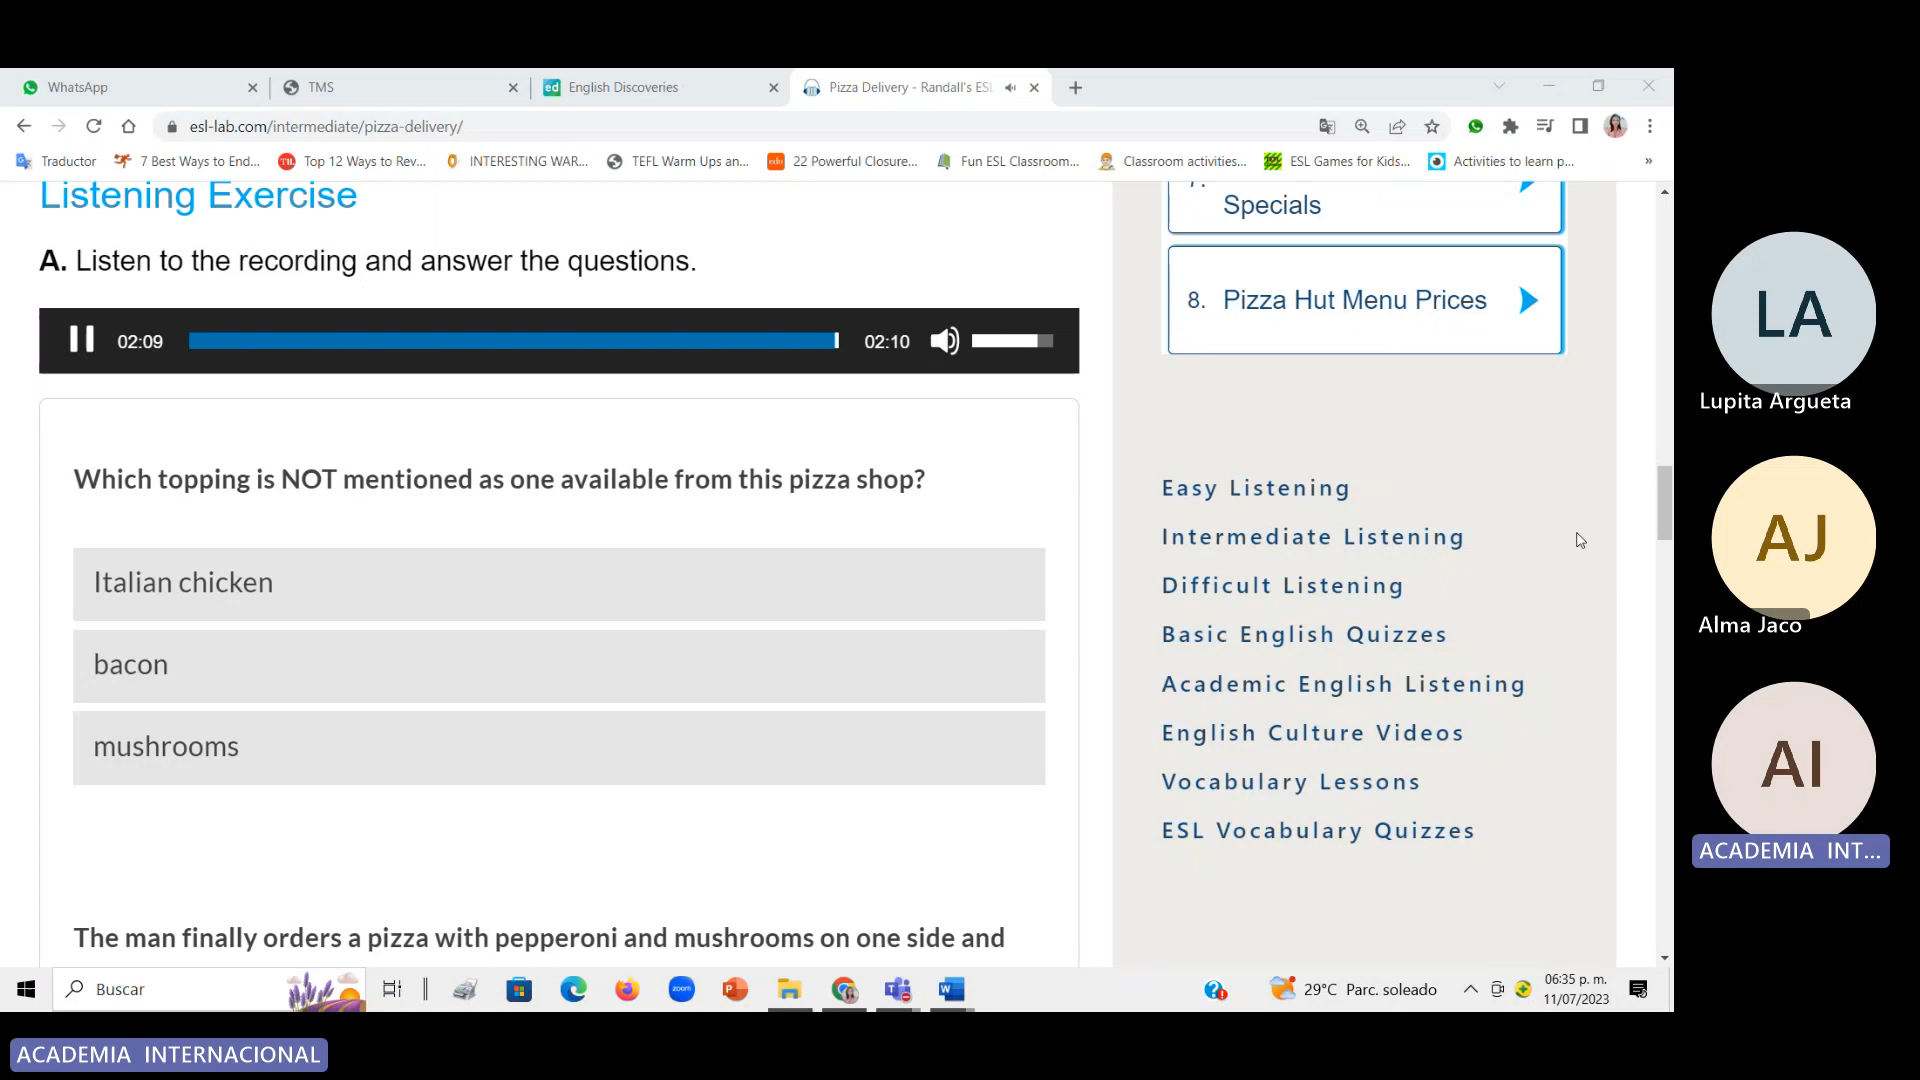 WhatsApp
TMS
English Discoveries
Pizza Delivery - Randall's ESL
esl-lab.com/intermediate/pizza-delivery/
Traductor
7 Best Ways to End...
Top 12 Ways to Rev...
INTERESTING WAR...
TEFL Warm Ups an...
22 Powerful Closure...
Fun ESL Classroom...
Classroom activities...
ESL Games for Kids...
Activities to learn p...
»
Listening Exercise
A. Listen to the recording and answer the questions.
02:09
02:10
Which topping is NOT mentioned as one available from this pizza shop?
Italian chicken
bacon
mushrooms
The man finally orders a pizza with pepperoni and mushrooms on one side and
7.
Specials
8. Pizza Hut Menu Prices
Easy Listening
Intermediate Listening
Difficult Listening
Basic English Quizzes
Academic English Listening
English Culture Videos
Vocabulary Lessons
ESL Vocabulary Quizzes
LA
Lupita Argueta
AJ
Alma Jaco
AI
ACADEMIA INT...
Buscar
zoom
29°C Parc. soleado
06:35 p. m.
11/07/2023
ACADEMIA INTERNACIONAL